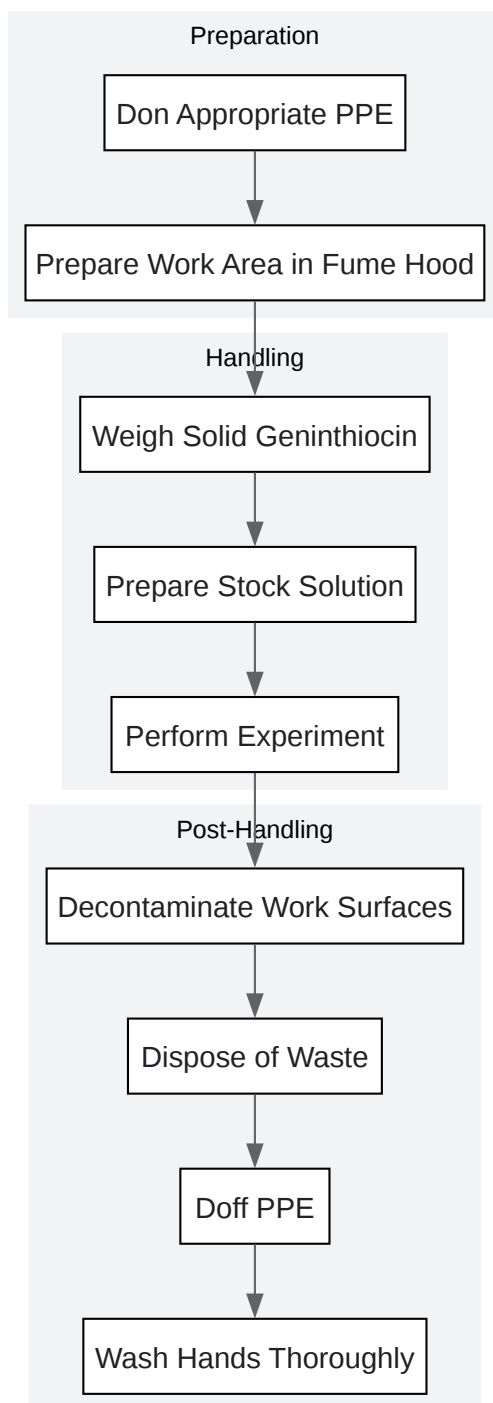 Preparation
Don Appropriate PPE
Prepare Work Area in Fume Hood
Handling
Weigh Solid Geninthiocin
Prepare Stock Solution
Perform Experiment
Post-Handling
Decontaminate Work Surfaces
Dispose of Waste
Doff PPE
Wash Hands Thoroughly